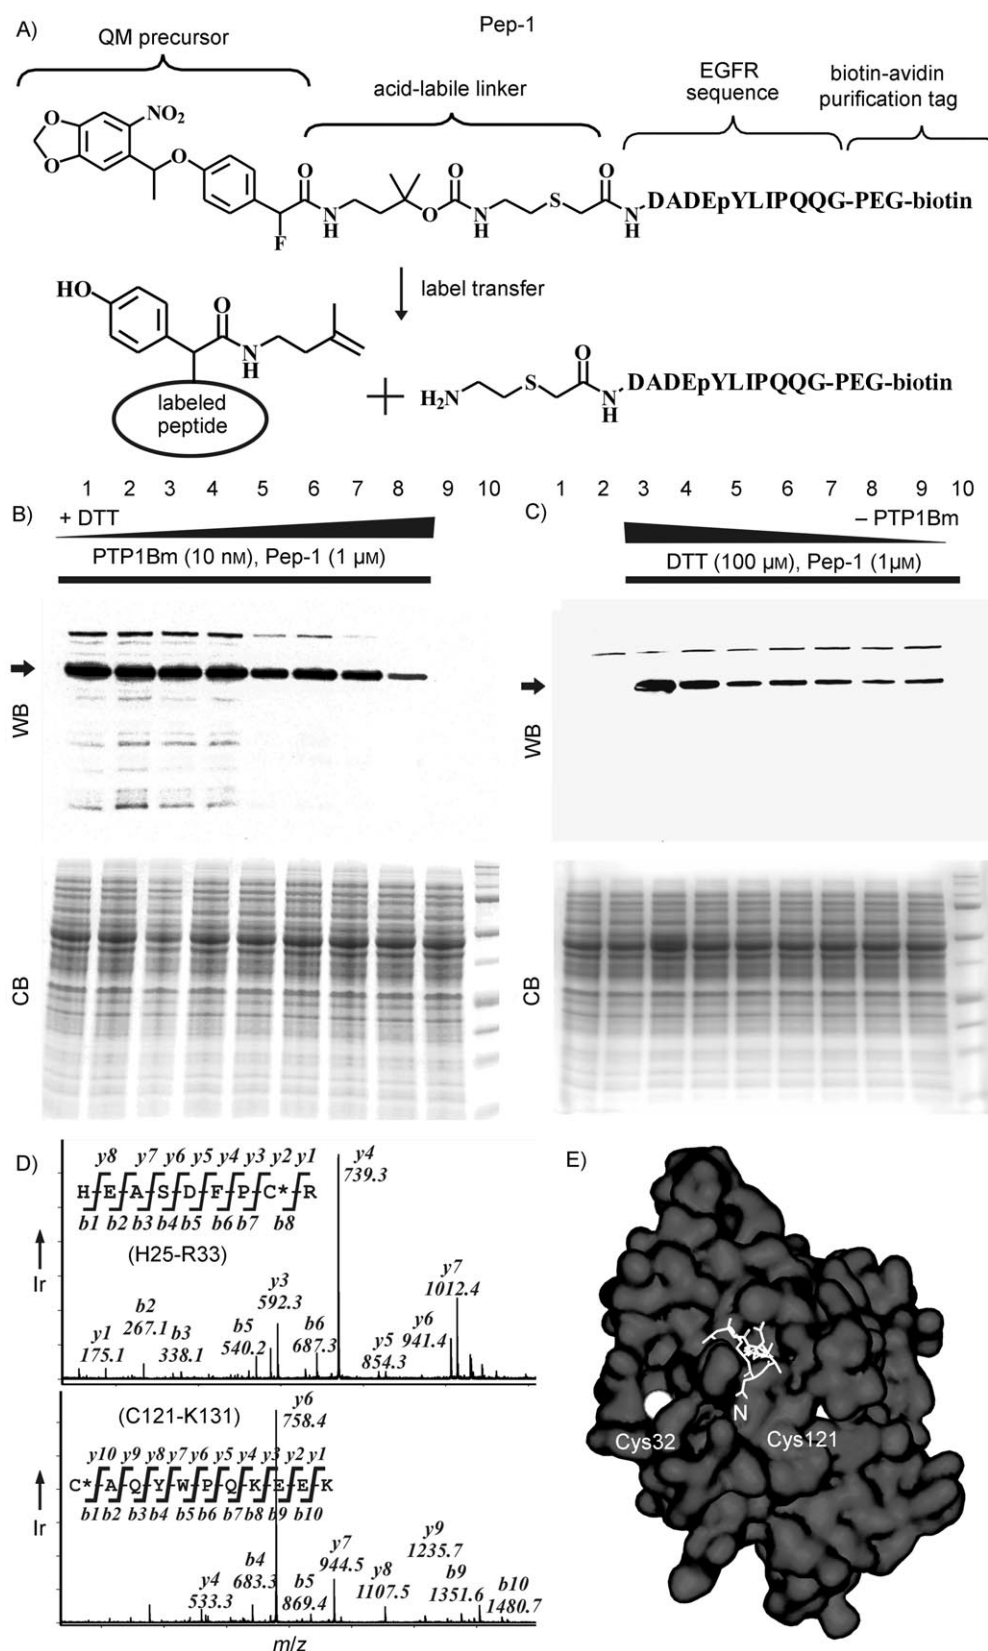 A)
Pep-1
QM precursor
acid-labile linker
EGFR
sequence
biotin-avidin
purification tag
NO₂
O
O
O
O
O
O
N
H
F
O
N
H
S
N
H
DADEpYLIPQQG-PEG-biotin
label transfer
HO
O
N
H
labeled
peptide
H₂N
S
O
N
H
DADEpYLIPQQG-PEG-biotin
B)
1 2 3 4 5 6 7 8 9 10
+ DTT
PTP1Bm (10 nM), Pep-1 (1 µM)
WB
CB
C)
1 2 3 4 5 6 7 8 9 10
– PTP1Bm
DTT (100 µM), Pep-1 (1µM)
WB
CB
D)
y8 y7 y6 y5 y4 y3 y2 y1
H E A S D F P C* R
b1 b2 b3 b4 b5 b6 b7 b8
(H25-R33)
Ir
y1
175.1
b2
267.1
b3
338.1
b5
540.2
y3
592.3
b6
687.3
y4
739.3
y5
854.3
y6
941.4
y7
1012.4
(C121-K131)
y10 y9 y8 y7 y6 y5 y4 y3 y2 y1
C* A Q Y W P Q K E E K
b1 b2 b3 b4 b5 b6 b7 b8 b9 b10
Ir
y4
533.3
b4
683.3
y6
758.4
b5
869.4
y7
944.5
y8
1107.5
y9
1235.7
b9
1351.6
b10
1480.7
m/z
E)
N
Cys32
Cys121